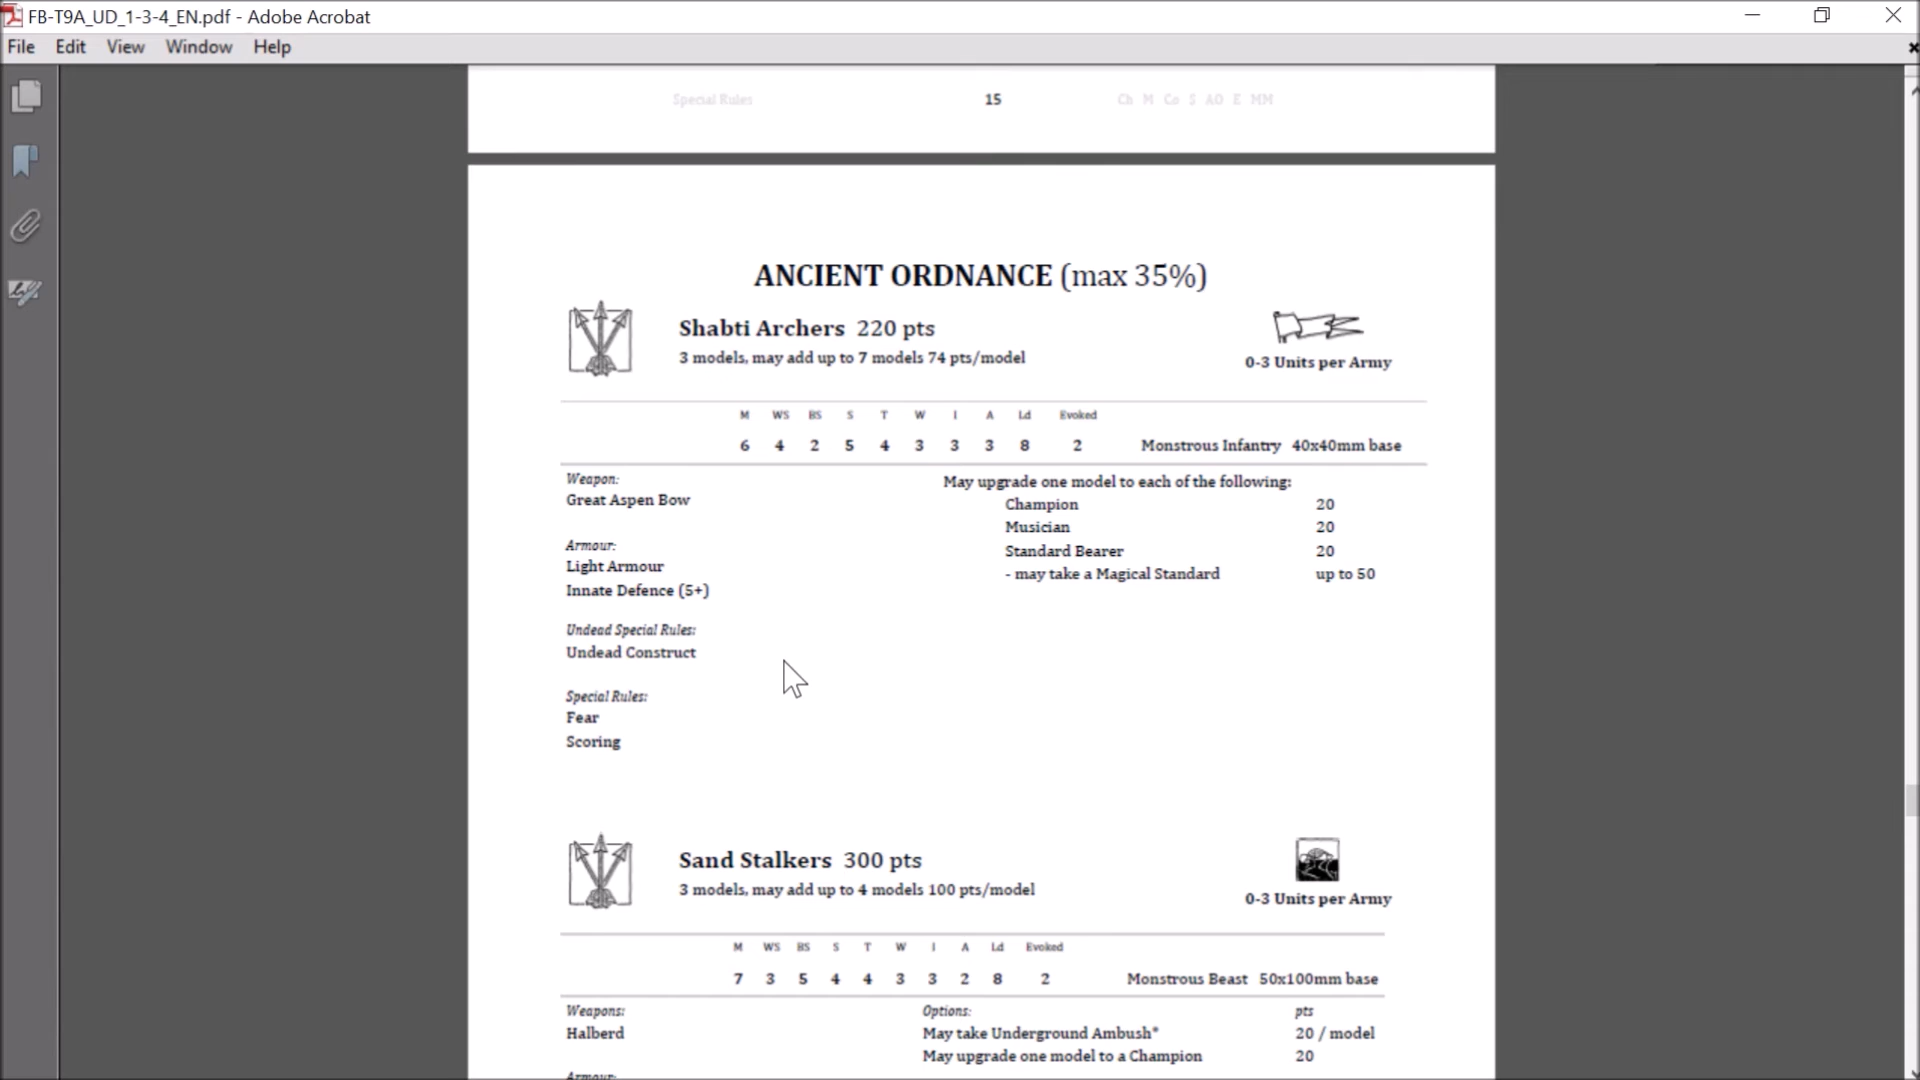 FB-T9A_UD_1-3-4_EN.pdf - Adobe Acrobat
File Edit View Window Help
Special Rules 15 Ch M Co S AO E MM
ANCIENT ORDNANCE (max 35%)
Shabti Archers 220 pts
3 models, may add up to 7 models 74 pts/model
0-3 Units per Army
M WS BS S T W I A Ld Evoked
6 4 2 5 4 3 3 3 8 2 Monstrous Infantry 40x40mm base
Weapon:
Great Aspen Bow
Armour:
Light Armour
Innate Defence (5+)
Undead Special Rules:
Undead Construct
Special Rules:
Fear
Scoring
May upgrade one model to each of the following:
Champion 20
Musician 20
Standard Bearer 20
- may take a Magical Standard up to 50
Sand Stalkers 300 pts
3 models, may add up to 4 models 100 pts/model
0-3 Units per Army
M WS BS S T W I A Ld Evoked
7 3 5 4 4 3 3 2 8 2 Monstrous Beast 50x100mm base
Weapons:
Halberd
Armour:
Options: pts
May take Underground Ambush* 20 / model
May upgrade one model to a Champion 20